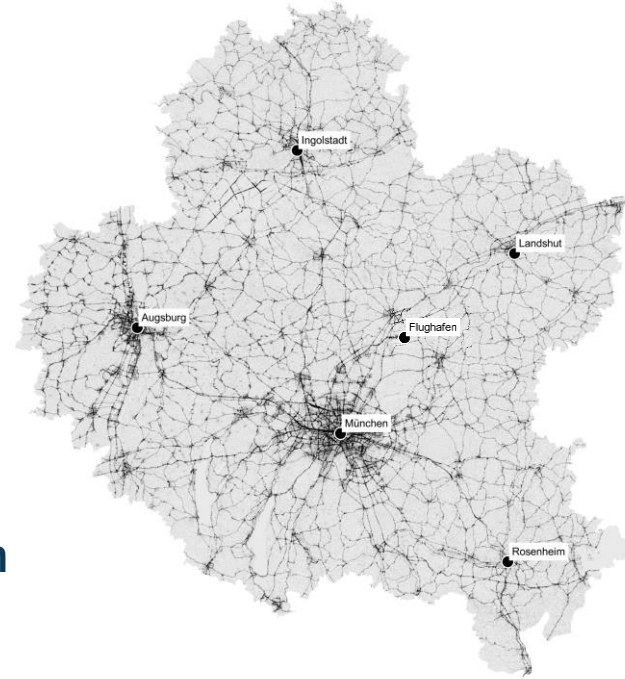 Ingolstadt
Landshut
Augsburg
Flughafen
München
Rosenheim